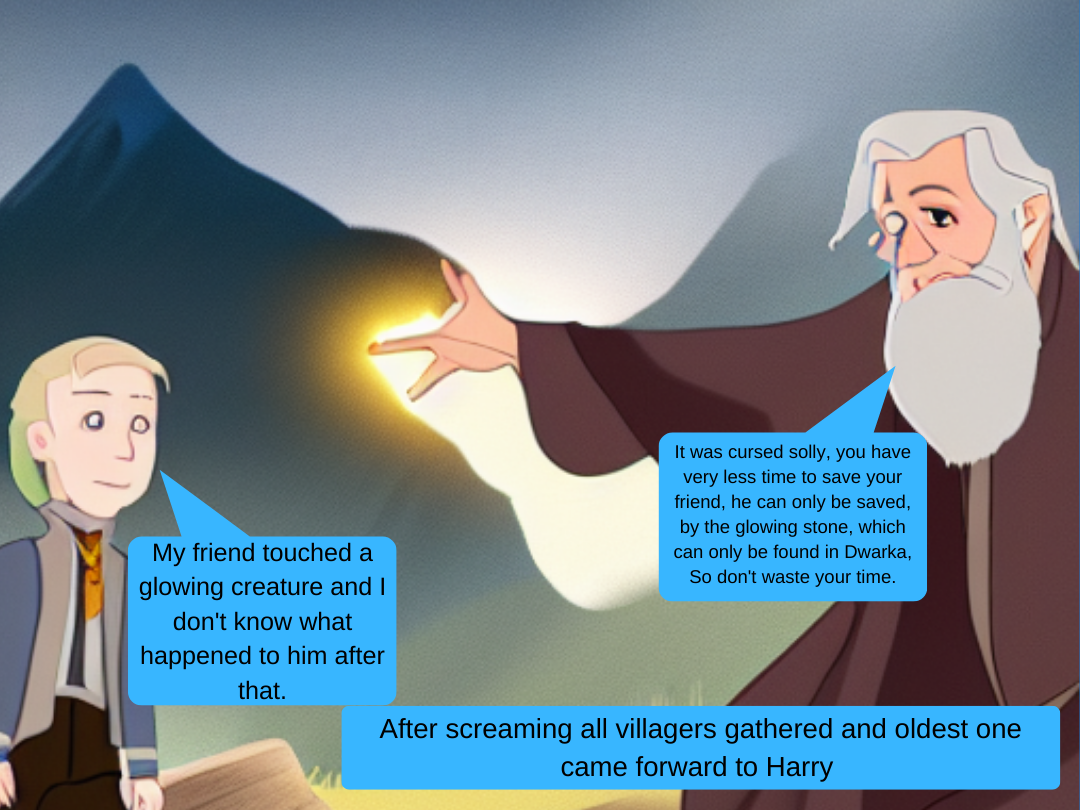 My friend touched a
glowing creature and I
don't know what
happened to him after
that.
It was cursed solly, you have
very less time to save your
friend, he can only be saved,
by the glowing stone, which
can only be found in Dwarka,
So don't waste your time.
After screaming all villagers gathered and oldest one
came forward to Harry